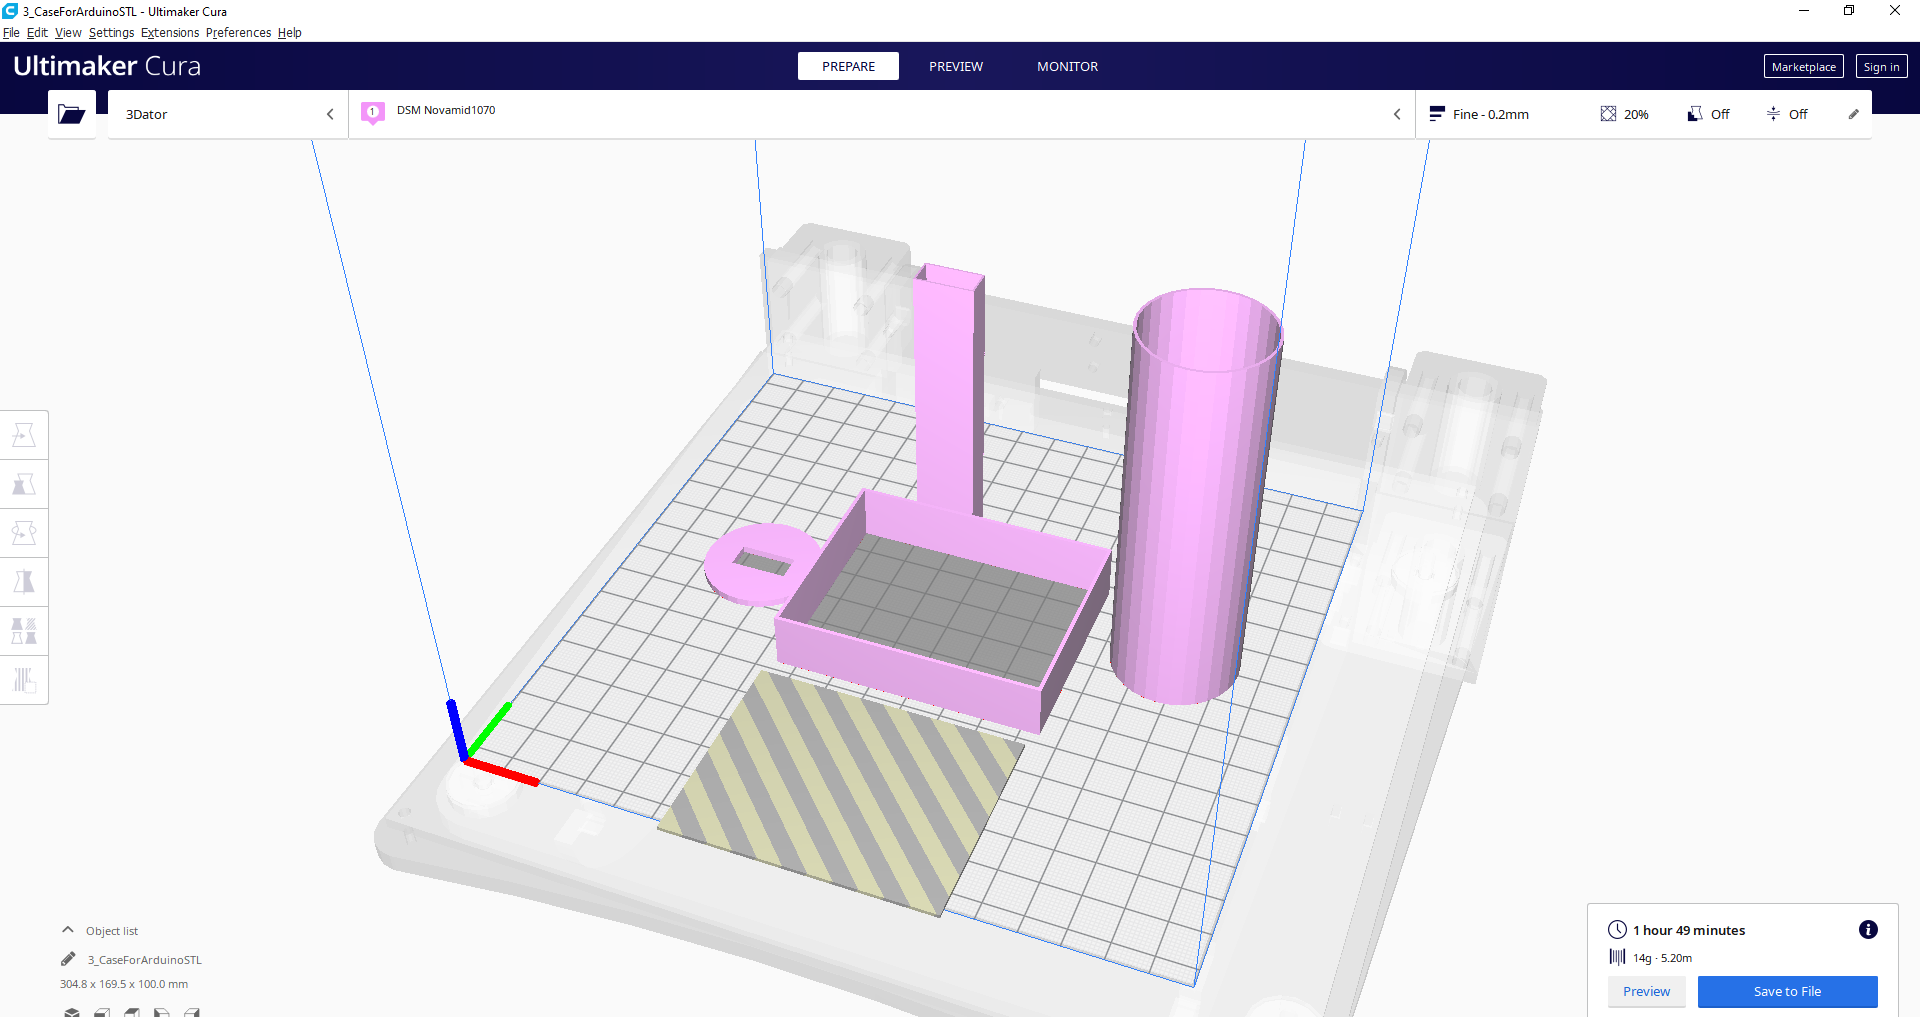 3_CaseForArduinoSTL - Ultimaker Cura
File Edit View Settings Extensions Preferences Help
Ultimaker Cura
PREPARE PREVIEW MONITOR
Marketplace Sign in
3Dator
1 DSM Novamid1070
Fine - 0.2mm 20% Off Off
Object list
3_CaseForArduinoSTL
304.8 x 169.5 x 100.0 mm
1 hour 49 minutes
14g · 5.20m
Preview Save to File